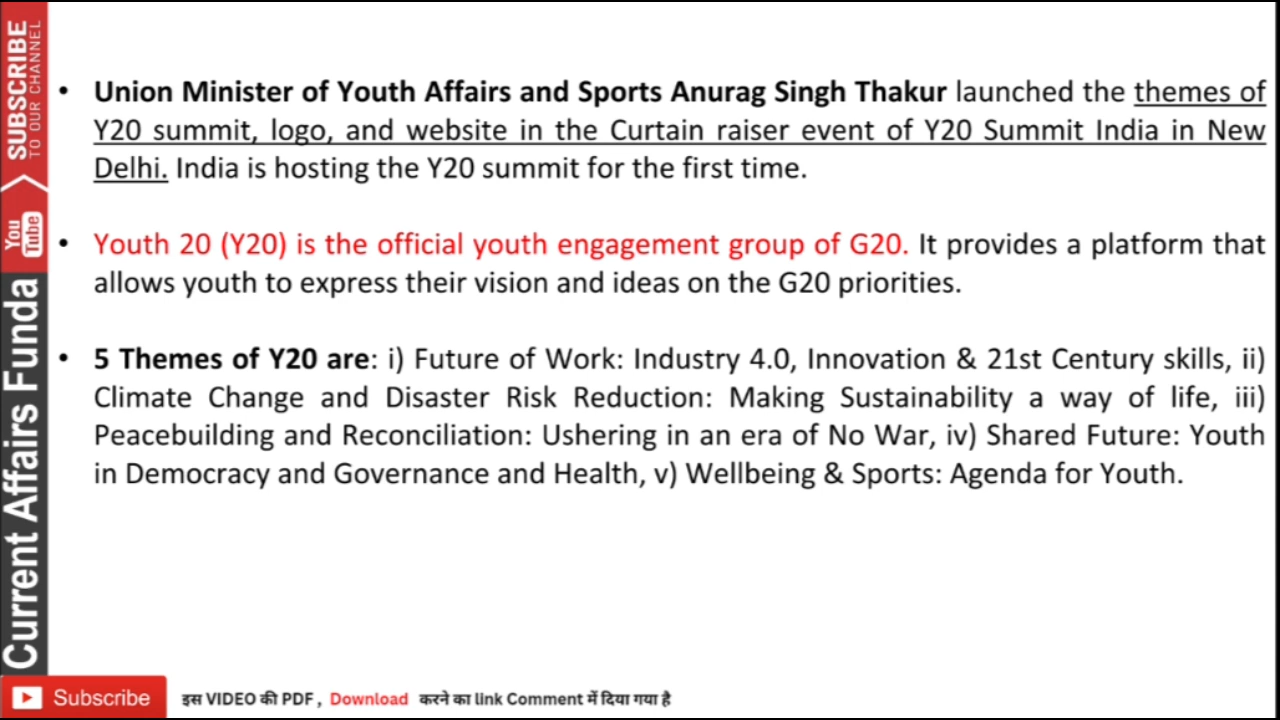 SUBSCRIBE
TO OUR CHANNEL
You
Tube
Current Affairs Funda
• Union Minister of Youth Affairs and Sports Anurag Singh Thakur launched the themes of
Y20 summit, logo, and website in the Curtain raiser event of Y20 Summit India in New
Delhi. India is hosting the Y20 summit for the first time.
• Youth 20 (Y20) is the official youth engagement group of G20. It provides a platform that
allows youth to express their vision and ideas on the G20 priorities.
• 5 Themes of Y20 are: i) Future of Work: Industry 4.0, Innovation & 21st Century skills, ii)
Climate Change and Disaster Risk Reduction: Making Sustainability a way of life, iii)
Peacebuilding and Reconciliation: Ushering in an era of No War, iv) Shared Future: Youth
in Democracy and Governance and Health, v) Wellbeing & Sports: Agenda for Youth.
Subscribe
इस VIDEO की PDF , Download करने का link Comment में दिया गया है